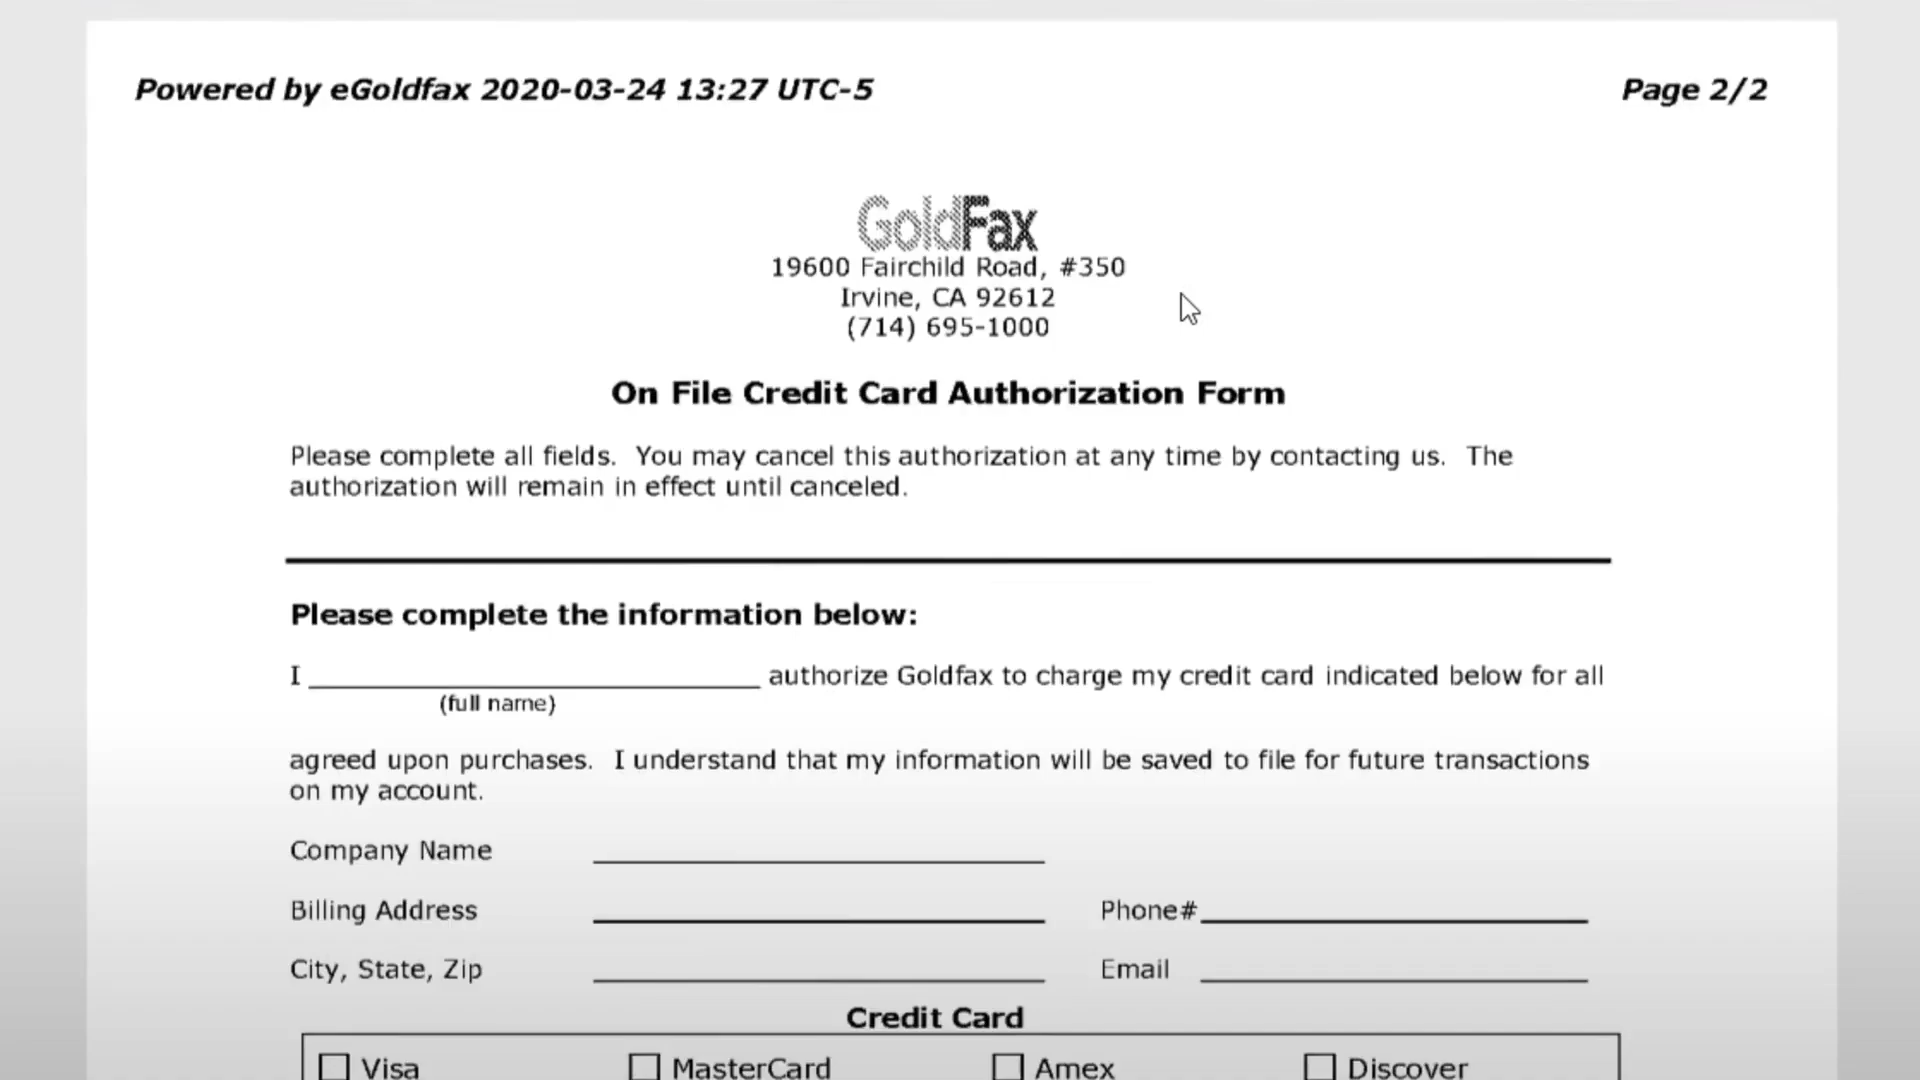 Powered by eGoldfax 2020-03-24 13:27 UTC-5 Page 2/2
GoldFax
19600 Fairchild Road, #350
Irvine, CA 92612
(714) 695-1000
On File Credit Card Authorization Form
Please complete all fields. You may cancel this authorization at any time by contacting us. The
authorization will remain in effect until canceled.
Please complete the information below:
I ______________________________ authorize Goldfax to charge my credit card indicated below for all
(full name)
agreed upon purchases. I understand that my information will be saved to file for future transactions
on my account.
Company Name
Billing Address Phone#
City, State, Zip Email
Credit Card
Visa MasterCard Amex Discover